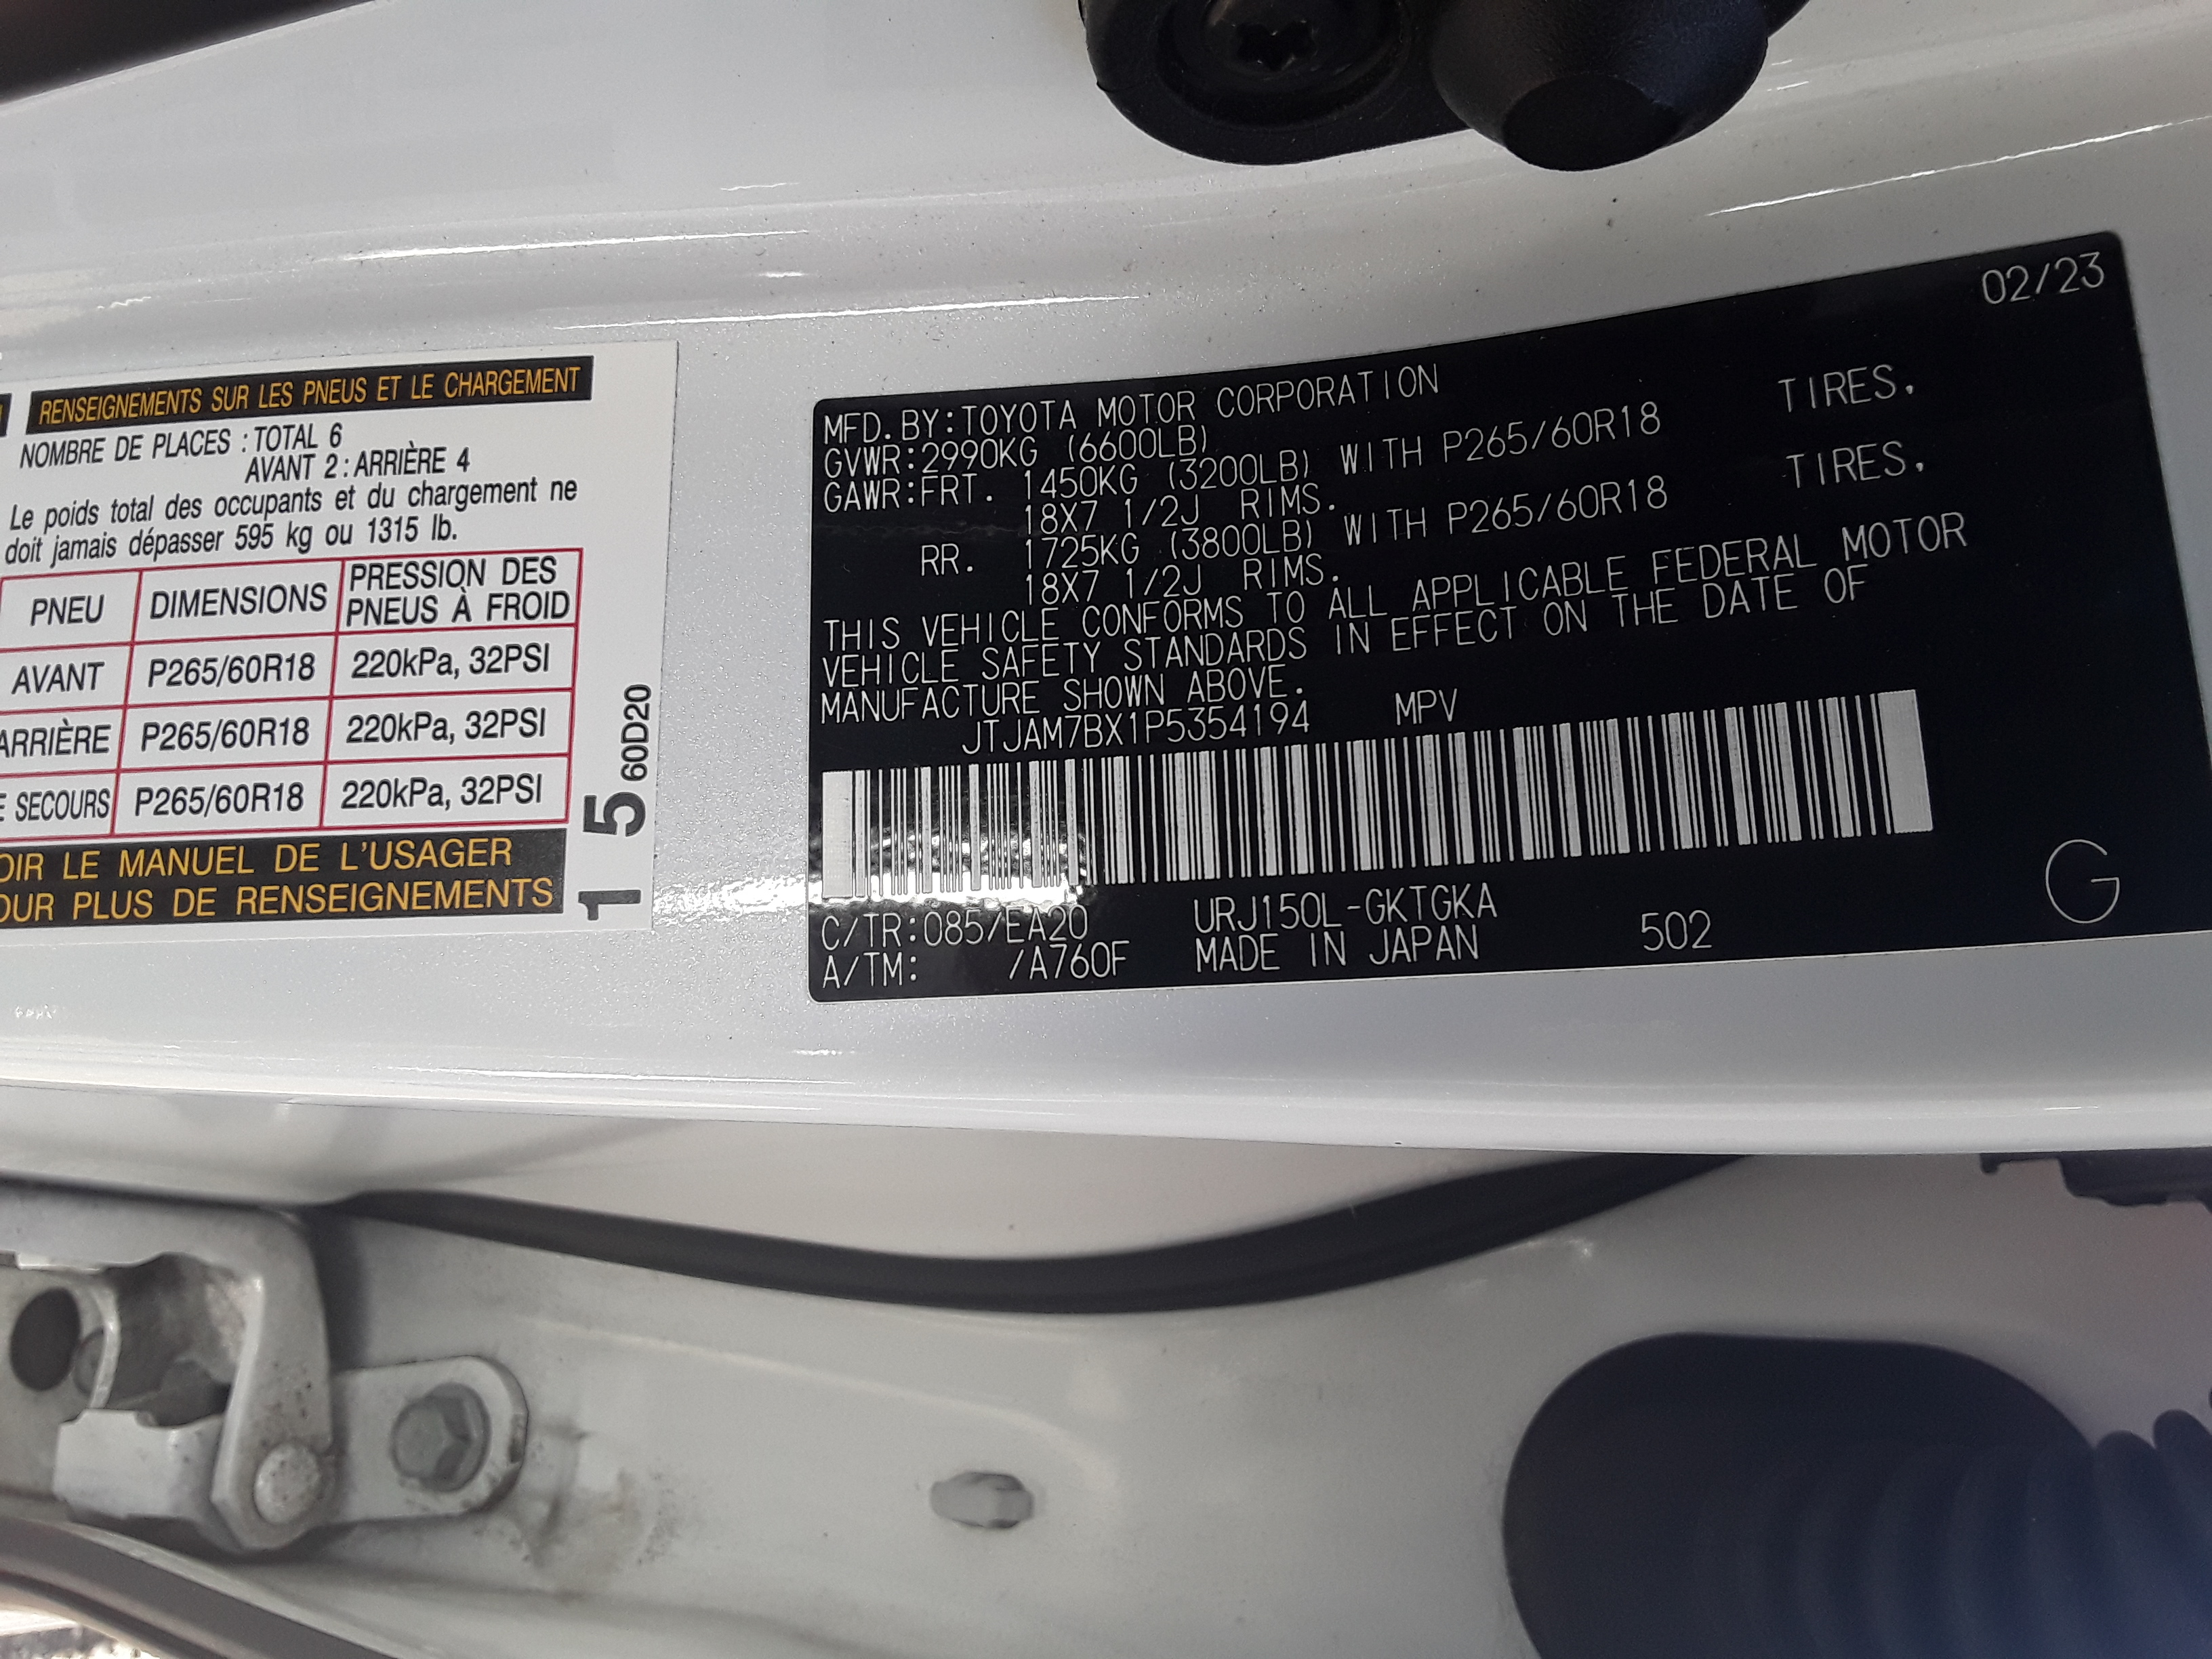 RENSEIGNEMENTS SUR LES PNEUS ET LE CHARGEMENT
NOMBRE DE PLACES : TOTAL 6
AVANT 2 : ARRIÈRE 4
Le poids total des occupants et du chargement ne
doit jamais dépasser 595 kg ou 1315 lb.
PNEU DIMENSIONS PRESSION DES PNEUS À FROID
AVANT P265/60R18 220kPa, 32PSI
ARRIÈRE P265/60R18 220kPa, 32PSI
SECOURS P265/60R18 220kPa, 32PSI
OIR LE MANUEL DE L'USAGER
OUR PLUS DE RENSEIGNEMENTS
1 5 60D20
02/23
MFD.BY:TOYOTA MOTOR CORPORATION
GVWR:2990KG (6600LB)
GAWR:FRT. 1450KG (3200LB) WITH P265/60R18 TIRES.
18X7 1/2J RIMS.
RR. 1725KG (3800LB) WITH P265/60R18 TIRES.
18X7 1/2J RIMS.
THIS VEHICLE CONFORMS TO ALL APPLICABLE FEDERAL MOTOR
VEHICLE SAFETY STANDARDS IN EFFECT ON THE DATE OF
MANUFACTURE SHOWN ABOVE.
JTJAM7BX1P5354194 MPV
C/TR:085/EA20 URJ150L-GKTGKA
A/TM: /A760F MADE IN JAPAN 502
G